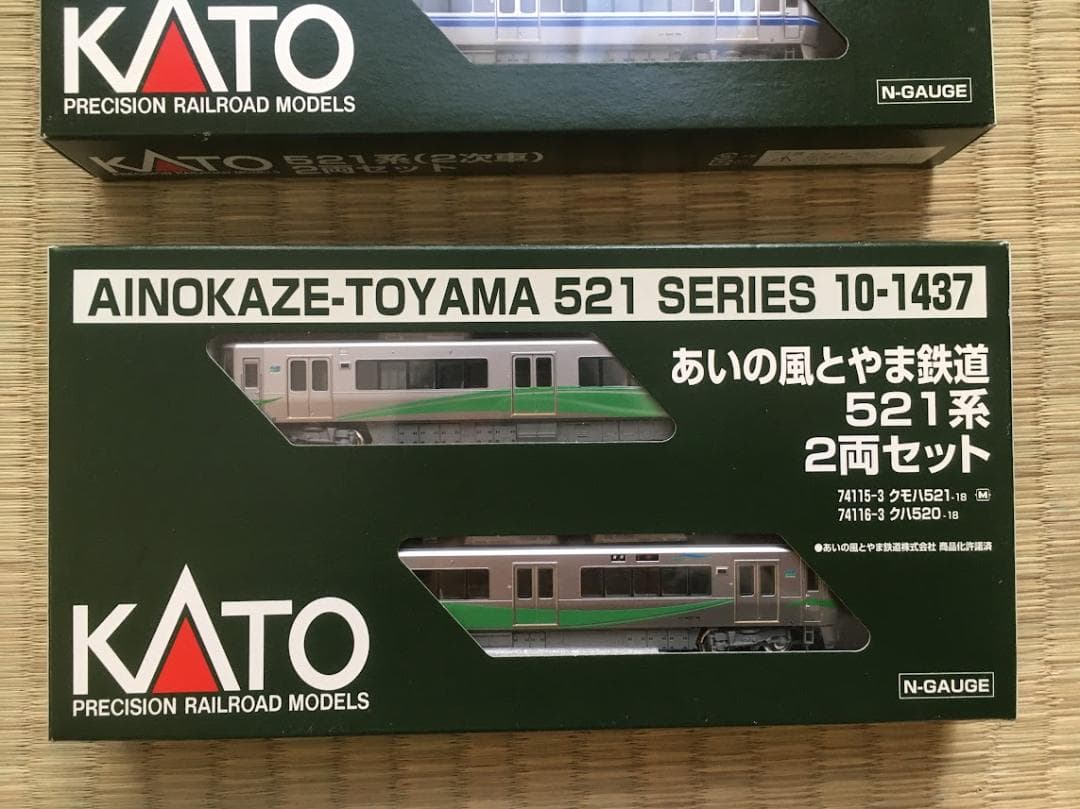 KATO
PRECISION RAILROAD MODELS
N-GAUGE
KATO 521系(2次車)
2両セット
AINOKAZE-TOYAMA 521 SERIES 10-1437
あいの風とやま鉄道
521系
2両セット
74115-3 クモハ521-18 M
74116-3 クハ520-18
●あいの風とやま鉄道株式会社 商品化許諾済
KATO
PRECISION RAILROAD MODELS
N-GAUGE